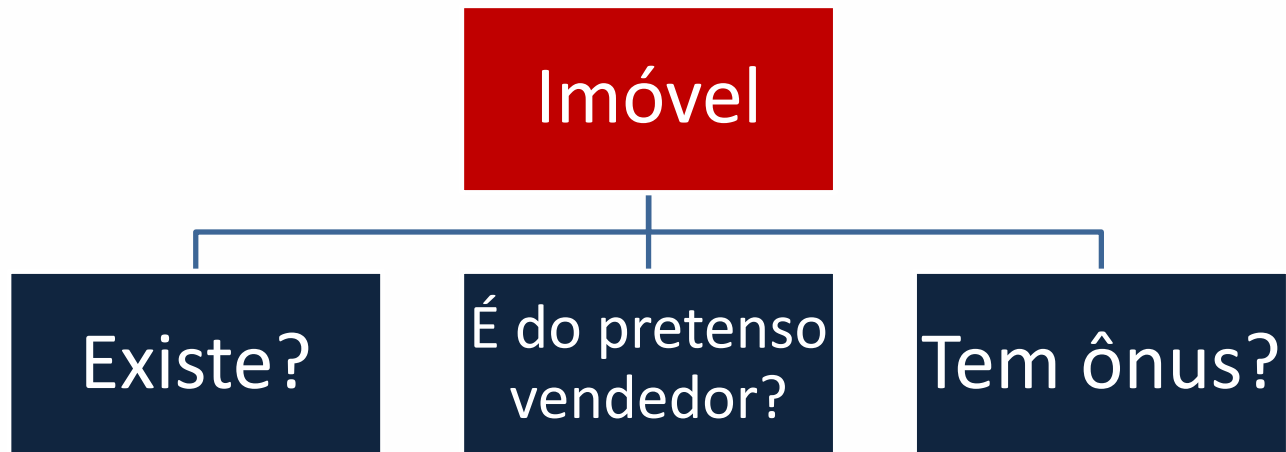 Imóvel
Existe?
É do pretenso
vendedor?
Tem ônus?